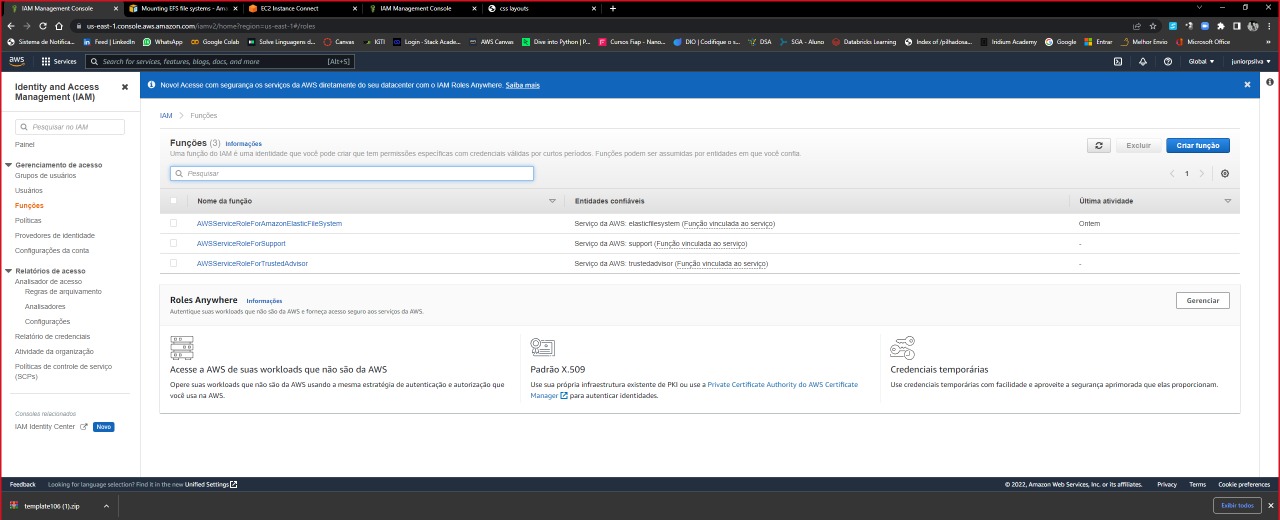 IAM Management Console
Mounting EFS file systems - Ama
EC2 Instance Connect
IAM Management Console
css layouts
us-east-1.console.aws.amazon.com/iamv2/home?region=us-east-1#/roles
Sistema de Notifica...
Feed | LinkedIn
WhatsApp
Google Colab
Solve Linguagens d...
Canvas
IGTI
Login · Stack Acade...
AWS Canvas
Dive into Python | P...
Cursos Fiap - Nano...
DIO | Codifique o s...
DSA
SGA - Aluno
Databricks Learning
Index of /pilhadosa...
Iridium Academy
Google
Entrar
Melhor Envio
Microsoft Office
aws
Services
Search for services, features, blogs, docs, and more
[Alt+S]
Global
juniorpsilva
Identity and Access
Management (IAM)
Pesquisar no IAM
Painel
Gerenciamento de acesso
Grupos de usuários
Usuários
Funções
Políticas
Provedores de identidade
Configurações da conta
Relatórios de acesso
Analisador de acesso
Regras de arquivamento
Analisadores
Configurações
Relatório de credenciais
Atividade da organização
Políticas de controle de serviço
(SCPs)
Consoles relacionados
IAM Identity Center
Novo
Novo! Acesse com segurança os serviços da AWS diretamente do seu datacenter com o IAM Roles Anywhere. Saiba mais
IAM > Funções
Funções (3) Informações
Uma função do IAM é uma identidade que você pode criar que tem permissões específicas com credenciais válidas por curtos períodos. Funções podem ser assumidas por entidades em que você confia.
Excluir
Criar função
Pesquisar
1
Nome da função
Entidades confiáveis
Última atividade
AWSServiceRoleForAmazonElasticFileSystem
Serviço da AWS: elasticfilesystem (Função vinculada ao serviço)
Ontem
AWSServiceRoleForSupport
Serviço da AWS: support (Função vinculada ao serviço)
-
AWSServiceRoleForTrustedAdvisor
Serviço da AWS: trustedadvisor (Função vinculada ao serviço)
-
Roles Anywhere Informações
Autentique suas workloads que não são da AWS e forneça acesso seguro aos serviços da AWS.
Gerenciar
Acesse a AWS de suas workloads que não são da AWS
Opere suas workloads que não são da AWS usando a mesma estratégia de autenticação e autorização que
você usa na AWS.
Padrão X.509
Use sua própria infraestrutura existente de PKI ou use a Private Certificate Authority do AWS Certificate
Manager para autenticar identidades.
Credenciais temporárias
Use credenciais temporárias com facilidade e aproveite a segurança aprimorada que elas proporcionam.
Feedback
Looking for language selection? Find it in the new Unified Settings
© 2022, Amazon Web Services, Inc. or its affiliates.
Privacy
Terms
Cookie preferences
template106 (1).zip
Exibir todos